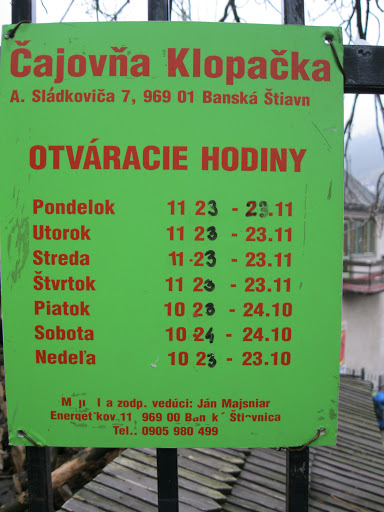 Čajovňa Klopačka
A. Sládkoviča 7, 969 01 Banská Štiavn
OTVÁRACIE HODINY
Pondelok 11 23 - 23.11
Utorok 11 23 - 23.11
Streda 11 - 23 - 23.11
Štvrtok 11 23 - 23.11
Piatok 10 23 - 24.10
Sobota 10 24 - 24.10
Nedeľa 10 23 - 23.10
a zodp. vedúci: Ján Majsniar
11, 969 00 Štiavnica
Tel.: 0905 980 499